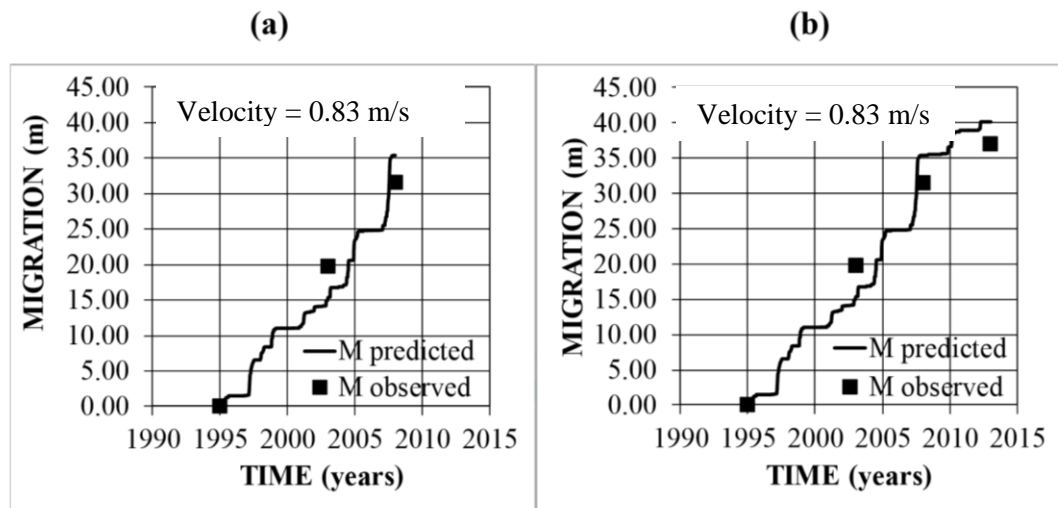 (a)
Velocity = 0.83 m/s
MIGRATION (m)
45.00
40.00
35.00
30.00
25.00
20.00
15.00
10.00
5.00
0.00
M predicted
M observed
1990 1995 2000 2005 2010 2015
TIME (years)
(b)
Velocity = 0.83 m/s
MIGRATION (m)
45.00
40.00
35.00
30.00
25.00
20.00
15.00
10.00
5.00
0.00
M predicted
M observed
1990 1995 2000 2005 2010 2015
TIME (years)